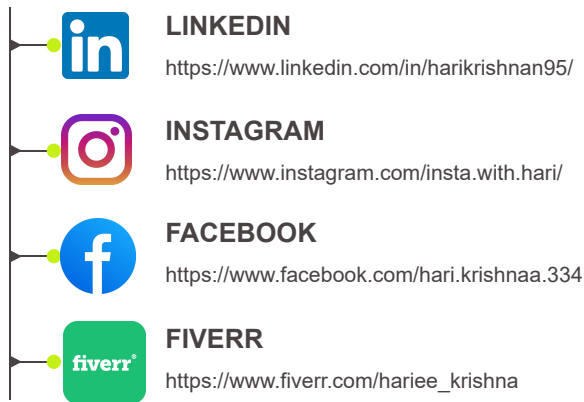 in
LINKEDIN
https://www.linkedin.com/in/harikrishnan95/
INSTAGRAM
https://www.instagram.com/insta.with.hari/
f
FACEBOOK
https://www.facebook.com/hari.krishnaa.334
fiverr®
FIVERR
https://www.fiverr.com/hariee_krishna